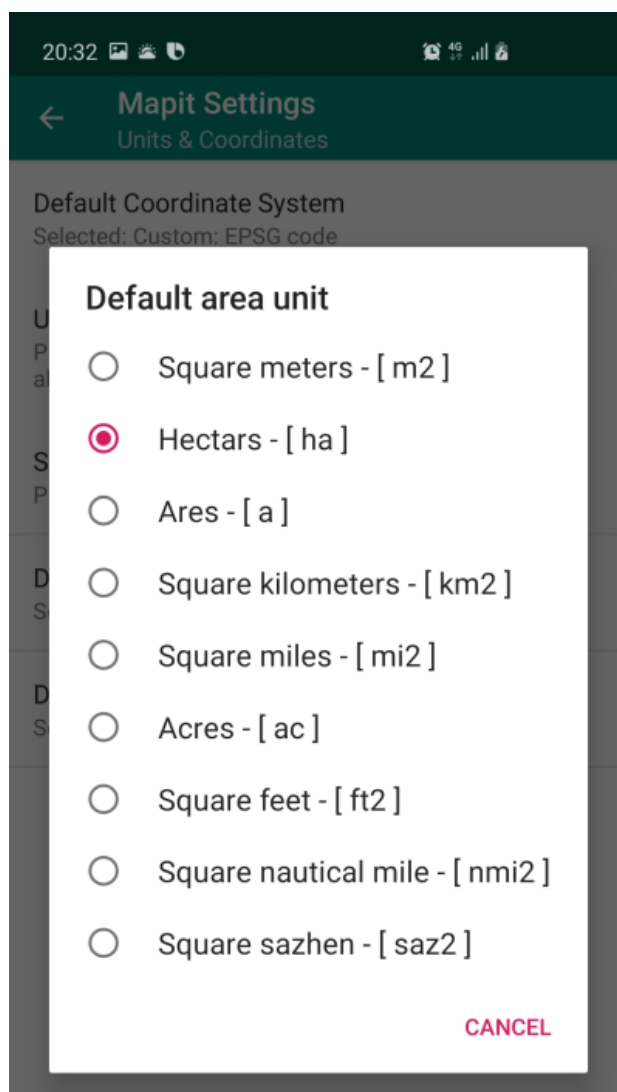 20:32
4G
Mapit Settings
Units & Coordinates
Default Coordinate System
Selected: Custom: EPSG code
Default area unit
Square meters - [ m2 ]
Hectars - [ ha ]
Ares - [ a ]
Square kilometers - [ km2 ]
Square miles - [ mi2 ]
Acres - [ ac ]
Square feet - [ ft2 ]
Square nautical mile - [ nmi2 ]
Square sazhen - [ saz2 ]
CANCEL